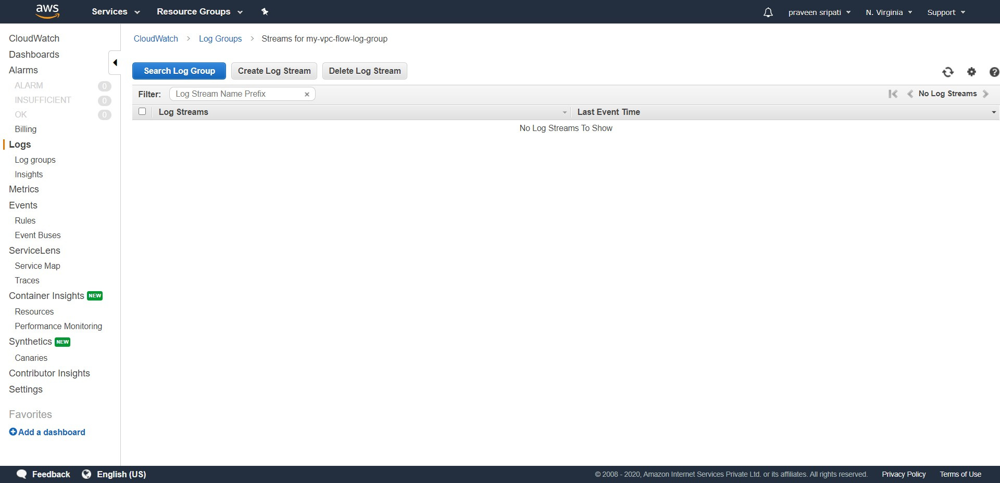 aws Services Resource Groups praveen sripati N. Virginia Support
CloudWatch
Dashboards
Alarms
ALARM 0
INSUFFICIENT 0
OK 0
Billing
Logs
Log groups
Insights
Metrics
Events
Rules
Event Buses
ServiceLens
Service Map
Traces
Container Insights NEW
Resources
Performance Monitoring
Synthetics NEW
Canaries
Contributor Insights
Settings
Favorites
Add a dashboard
CloudWatch > Log Groups > Streams for my-vpc-flow-log-group
Search Log Group Create Log Stream Delete Log Stream
Filter: Log Stream Name Prefix × No Log Streams
Log Streams Last Event Time
No Log Streams To Show
Feedback English (US) © 2008 - 2020, Amazon Internet Services Private Ltd. or its affiliates. All rights reserved. Privacy Policy Terms of Use